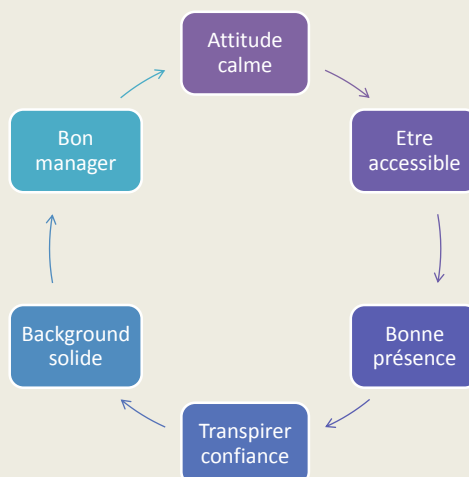 Attitude
calme
Etre
accessible
Bonne
présence
Transpirer
confiance
Background
solide
Bon
manager